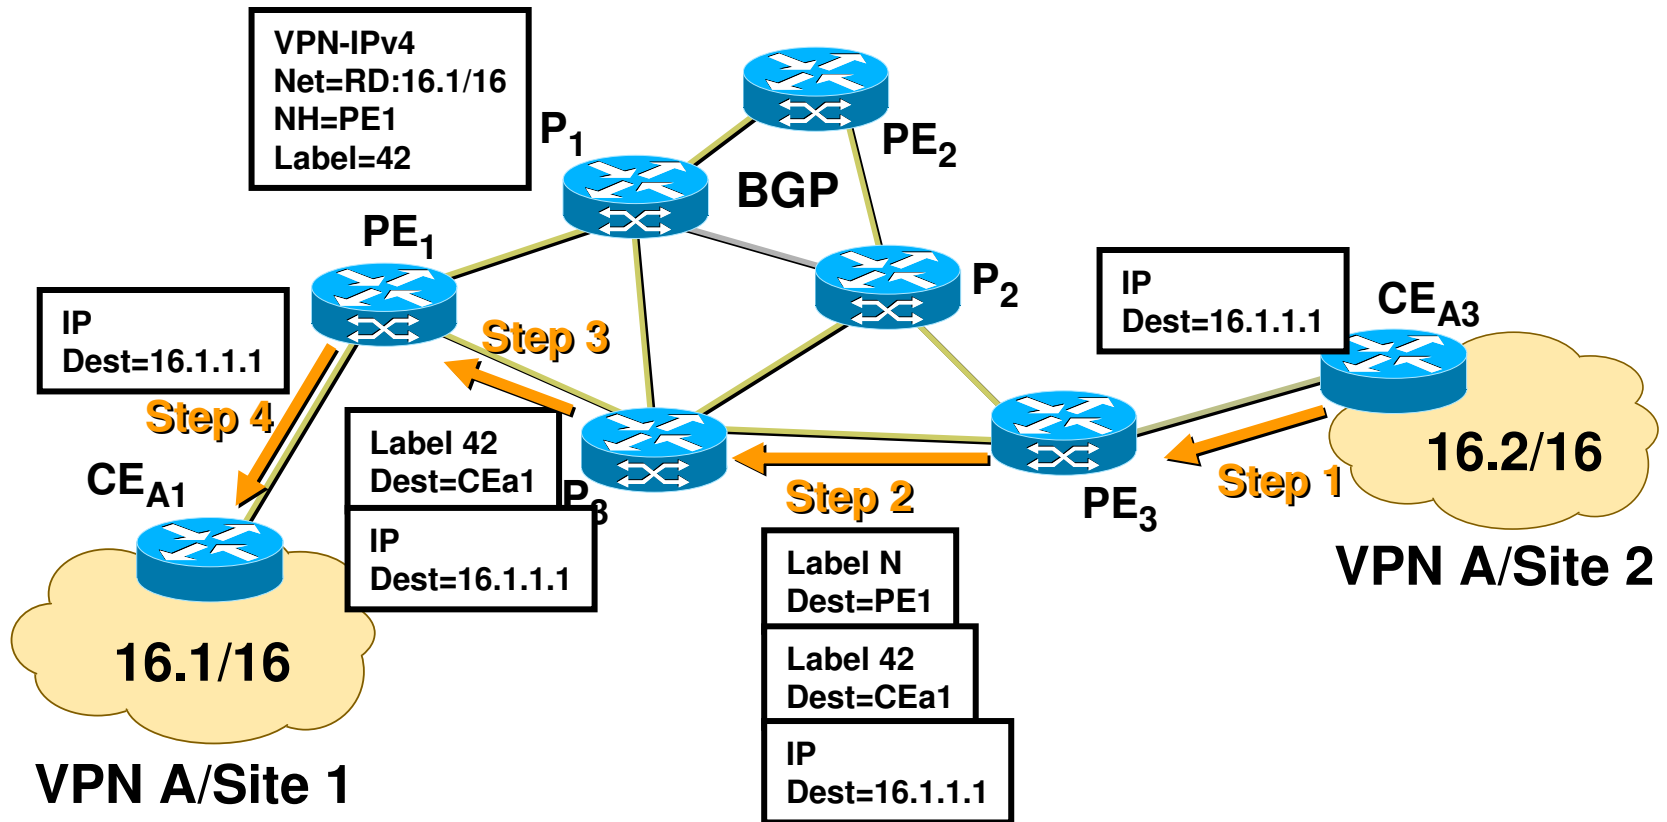 VPN-IPv4
Net=RD:16.1/16
NH=PE1
Label=42
P1
PE2
BGP
PE1
P2
IP
Dest=16.1.1.1
CEA3
IP
Dest=16.1.1.1
Step 3
Step 4
Label 42
Dest=CEa1
P3
IP
Dest=16.1.1.1
CEA1
Step 2
PE3
Step 1
16.2/16
VPN A/Site 2
Label N
Dest=PE1
Label 42
Dest=CEa1
IP
Dest=16.1.1.1
16.1/16
VPN A/Site 1